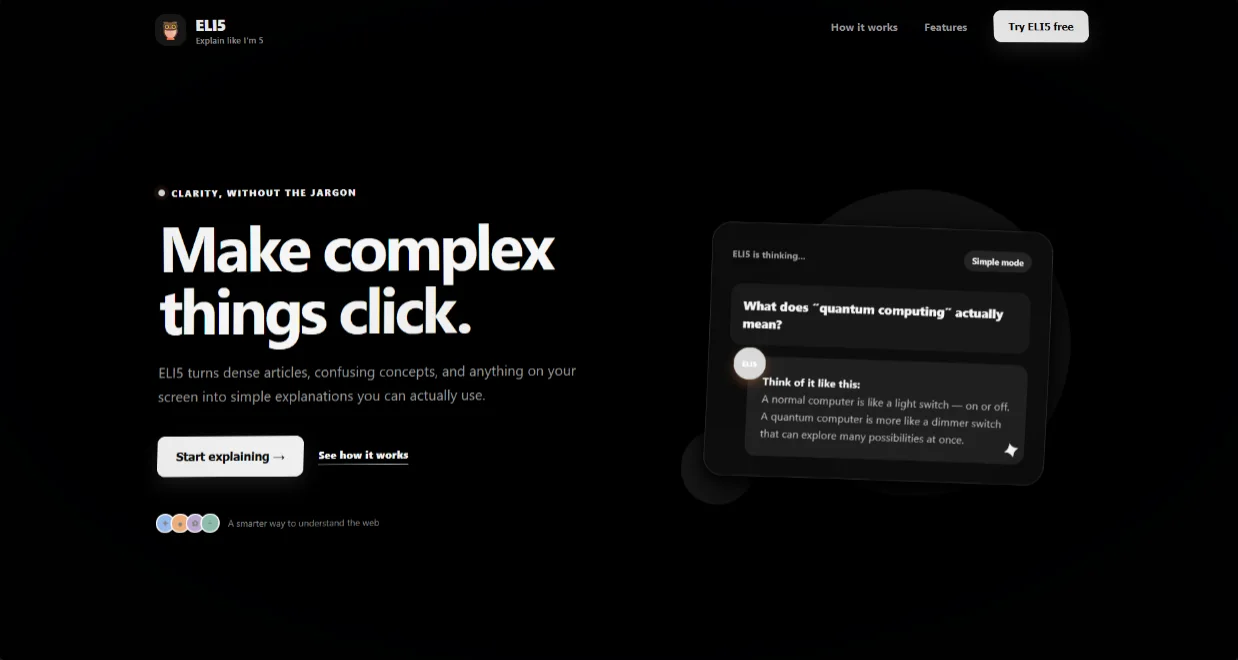 ELI5
Explain like I'm 5
How it works
Features
Try ELI5 free
CLARITY, WITHOUT THE JARGON
Make complex
things click.
ELI5 turns dense articles, confusing concepts, and anything on your
screen into simple explanations you can actually use.
Start explaining →
See how it works
A smarter way to understand the web
ELI5 is thinking...
Simple mode
What does "quantum computing" actually
mean?
ELI5
Think of it like this:
A normal computer is like a light switch — on or off.
A quantum computer is more like a dimmer switch
that can explore many possibilities at once.